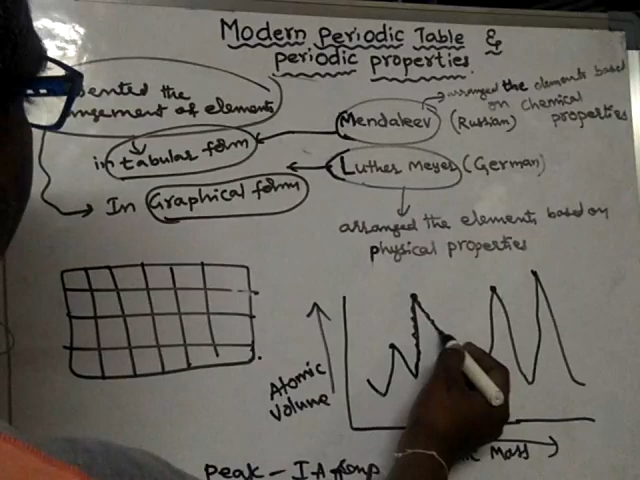 Modern periodic Table &
periodic properties.
sented the
ngement of elements
in tabular form
In Graphical form
Mendaleev (Russian)
arranged the elements based
on chemical
properties
Luther Meyer (German)
arranged the elements based on
physical properties
Atomic
Volume
Mass
Peak - IA group